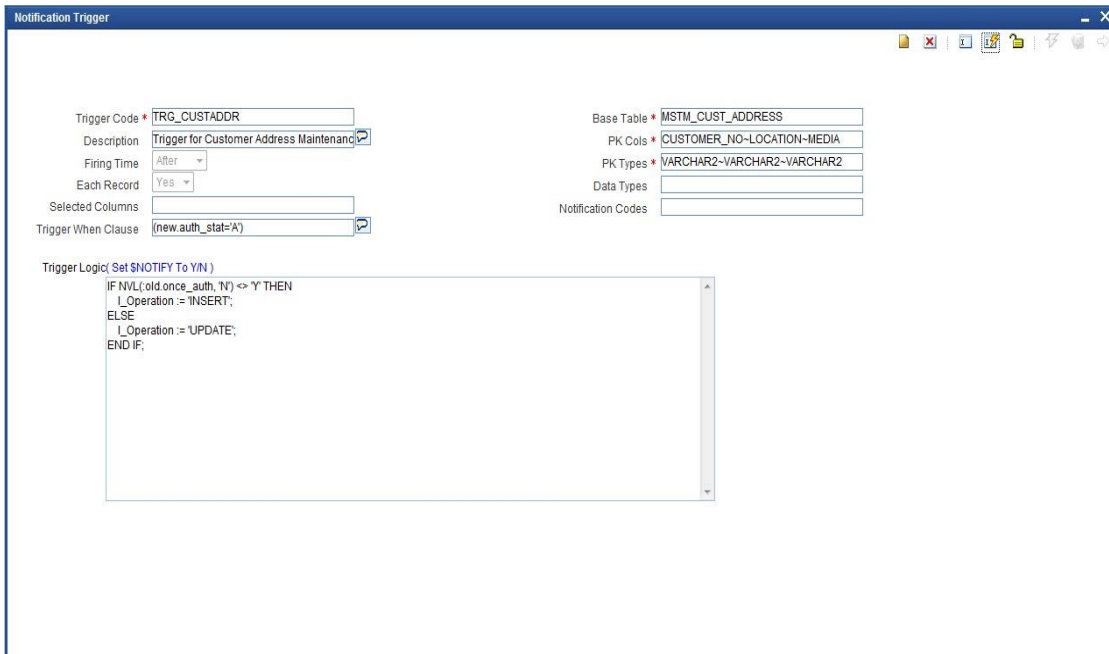 Notification Trigger
Trigger Code * TRG_CUSTADDR
Description Trigger for Customer Address Maintenanc
Firing Time After
Each Record Yes
Selected Columns
Trigger When Clause (new.auth_stat='A')
Base Table * MSTM_CUST_ADDRESS
PK Cols * CUSTOMER_NO~LOCATION~MEDIA
PK Types * VARCHAR2~VARCHAR2~VARCHAR2
Data Types
Notification Codes
Trigger Logic( Set $NOTIFY To Y/N )
IF NVL(:old.once_auth, 'N') <> 'Y' THEN
l_Operation := 'INSERT';
ELSE
l_Operation := 'UPDATE';
END IF;